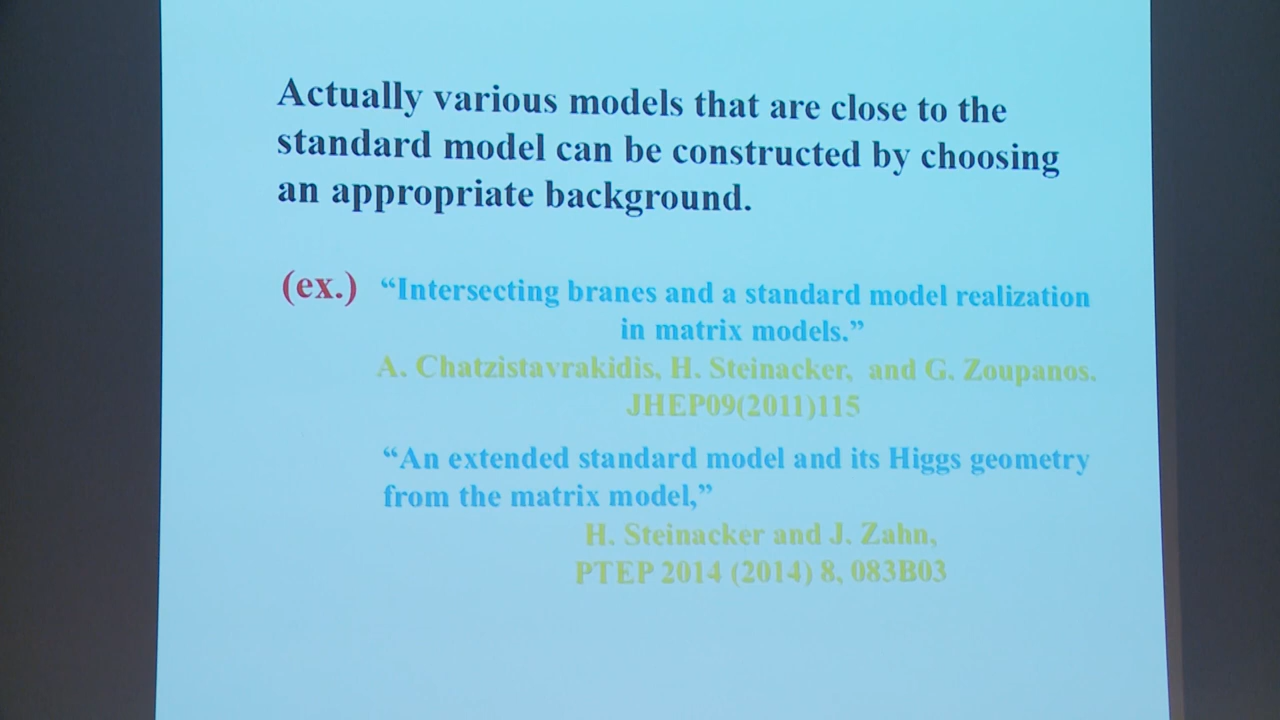 Actually various models that are close to the
standard model can be constructed by choosing
an appropriate background.
(ex.) “Intersecting branes and a standard model realization
in matrix models.”
A. Chatzistavrakidis, H. Steinacker, and G. Zoupanos.
JHEP09(2011)115
“An extended standard model and its Higgs geometry
from the matrix model,”
H. Steinacker and J. Zahn,
PTEP 2014 (2014) 8, 083B03